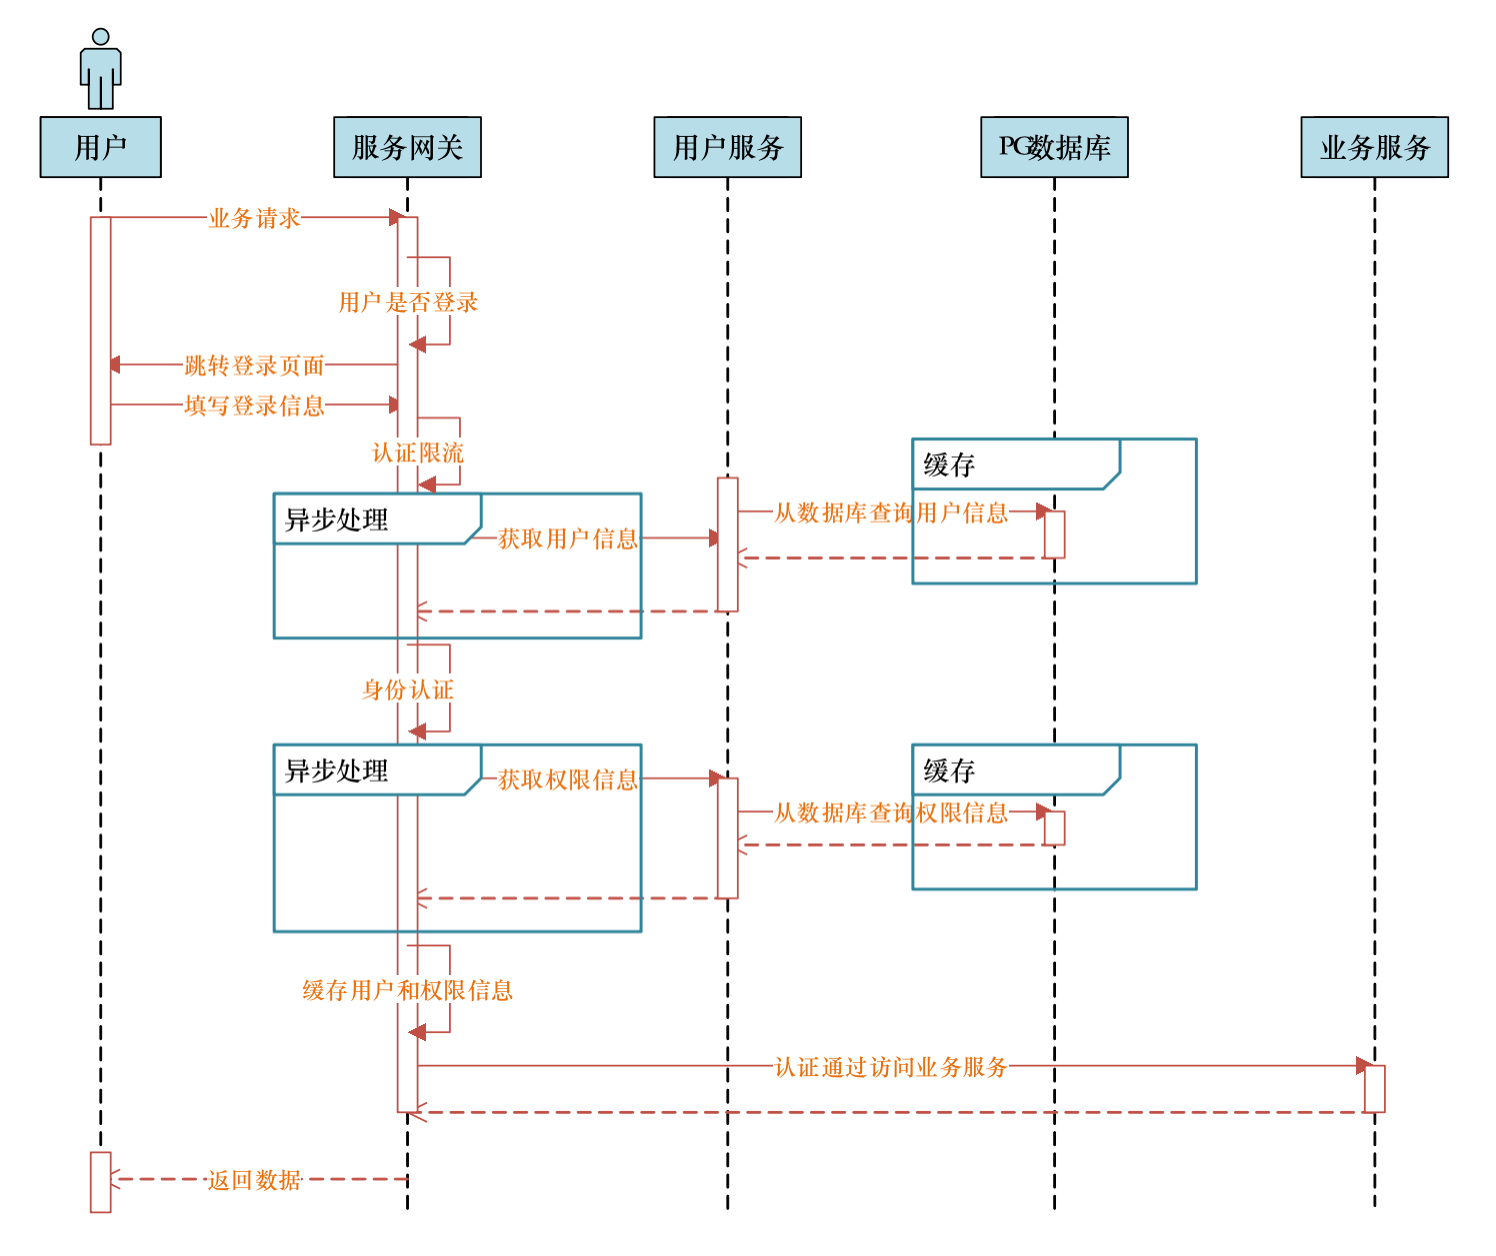 用户
服务网关
用户服务
PG数据库
业务服务
业务请求
用户是否登录
跳转登录页面
填写登录信息
认证限流
缓存
异步处理
从数据库查询用户信息
获取用户信息
身份认证
异步处理
缓存
获取权限信息
从数据库查询权限信息
缓存用户和权限信息
认证通过访问业务服务
返回数据